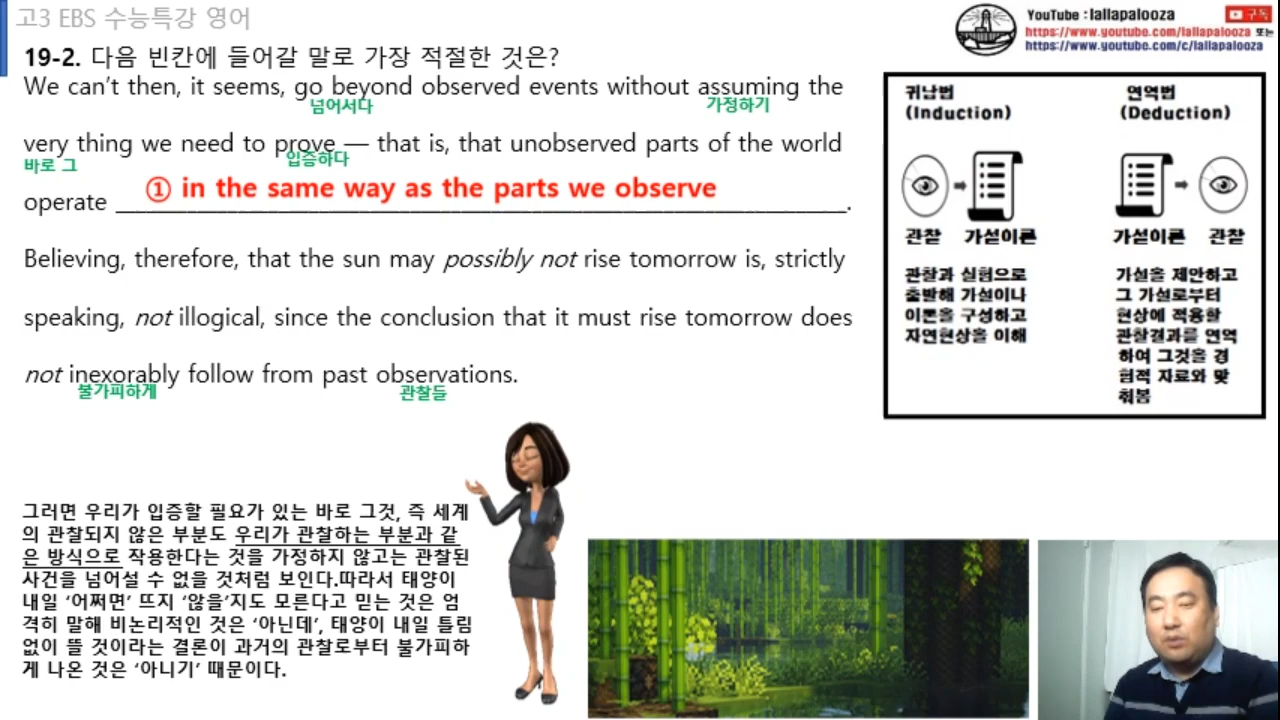 고3 EBS 수능특강 영어
YouTube : lallapalooza
구독
https://www.youtube.com/lallapalooza 또는
https://www.youtube.com/c/lallapalooza
19-2. 다음 빈칸에 들어갈 말로 가장 적절한 것은?
We can't then, it seems, go beyond observed events without assuming the
넘어서다 가정하기
very thing we need to prove — that is, that unobserved parts of the world
바로 그 입증하다
① in the same way as the parts we observe
operate ______.
Believing, therefore, that the sun may possibly not rise tomorrow is, strictly
speaking, not illogical, since the conclusion that it must rise tomorrow does
not inexorably follow from past observations.
불가피하게 관찰들
귀납법
(Induction)
관찰 가설이론
관찰과 실험으로
출발해 가설이나
이론을 구성하고
자연현상을 이해
연역법
(Deduction)
가설이론 관찰
가설을 제안하고
그 가설로부터
현상에 적용할
관찰결과를 연역
하여 그것을 경
험적 자료와 맞
춰봄
그러면 우리가 입증할 필요가 있는 바로 그것, 즉 세계
의 관찰되지 않은 부분도 우리가 관찰하는 부분과 같
은 방식으로 작용한다는 것을 가정하지 않고는 관찰된
사건을 넘어설 수 없을 것처럼 보인다.따라서 태양이
내일 ‘어쩌면’ 뜨지 ‘않을’지도 모른다고 믿는 것은 엄
격히 말해 비논리적인 것은 ‘아닌데’, 태양이 내일 틀림
없이 뜰 것이라는 결론이 과거의 관찰로부터 불가피하
게 나온 것은 ‘아니기’ 때문이다.